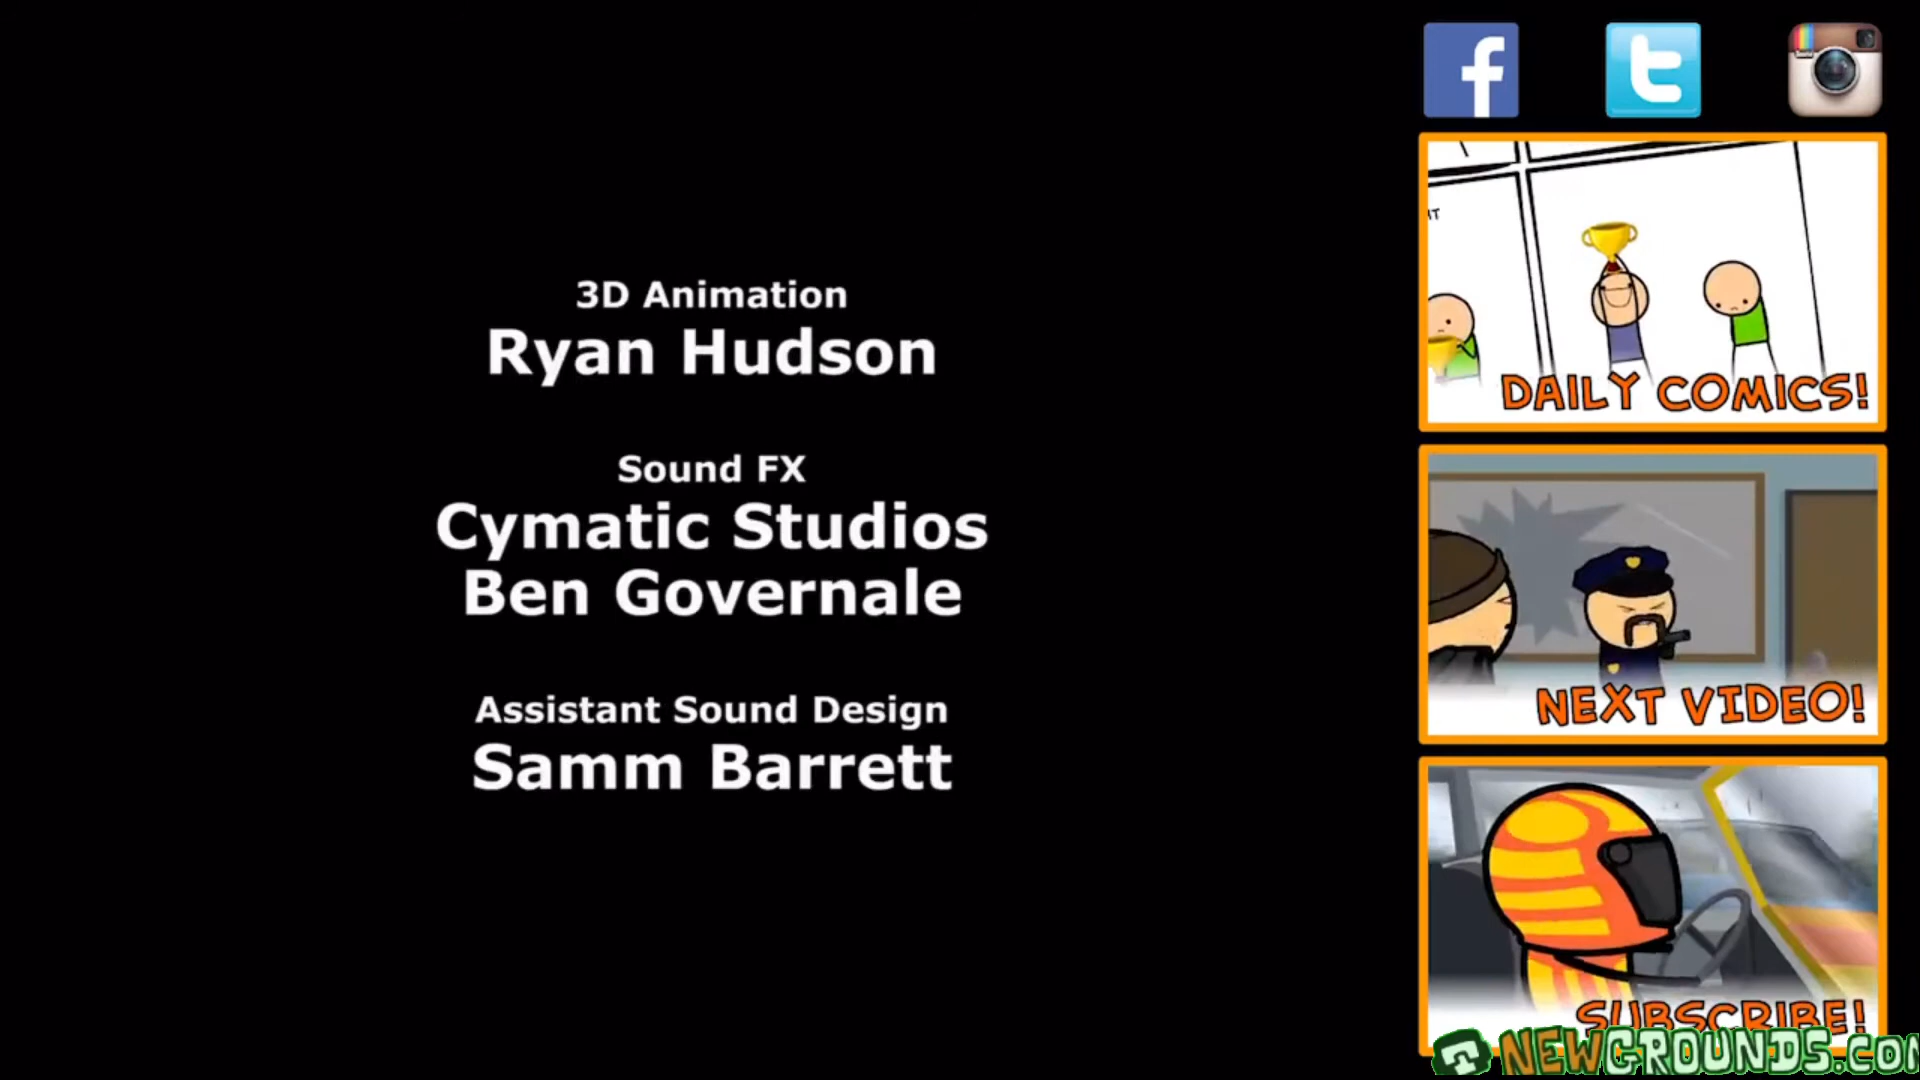 3D Animation
Ryan Hudson
Sound FX
Cymatic Studios
Ben Governale
Assistant Sound Design
Samm Barrett
DAILY COMICS!
NEXT VIDEO!
SUBSCRIBE!
NEWGROUNDS.COM